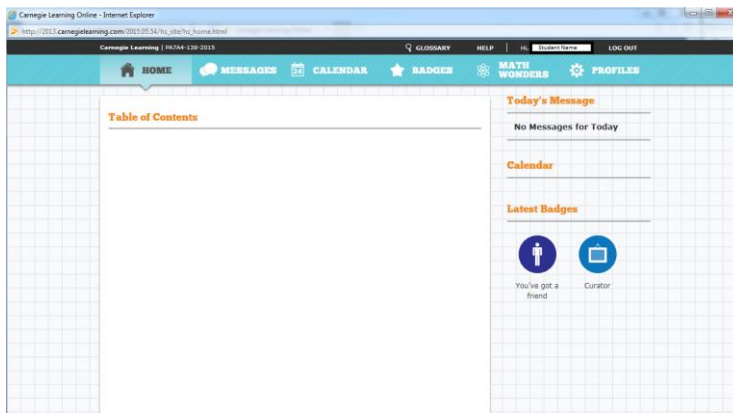 Carnegie Learning Online - Internet Explorer
http://2013.carnegielearning.com/2015.05.54/hs_site/hs_home.html
Carnegie Learning | PA7A4-138-2015
GLOSSARY HELP | Hi, Student Name LOG OUT
HOME MESSAGES 24 CALENDAR BADGES MATH WONDERS PROFILES
Table of Contents
Today's Message
No Messages for Today
Calendar
Latest Badges
You've got a friend
Curator